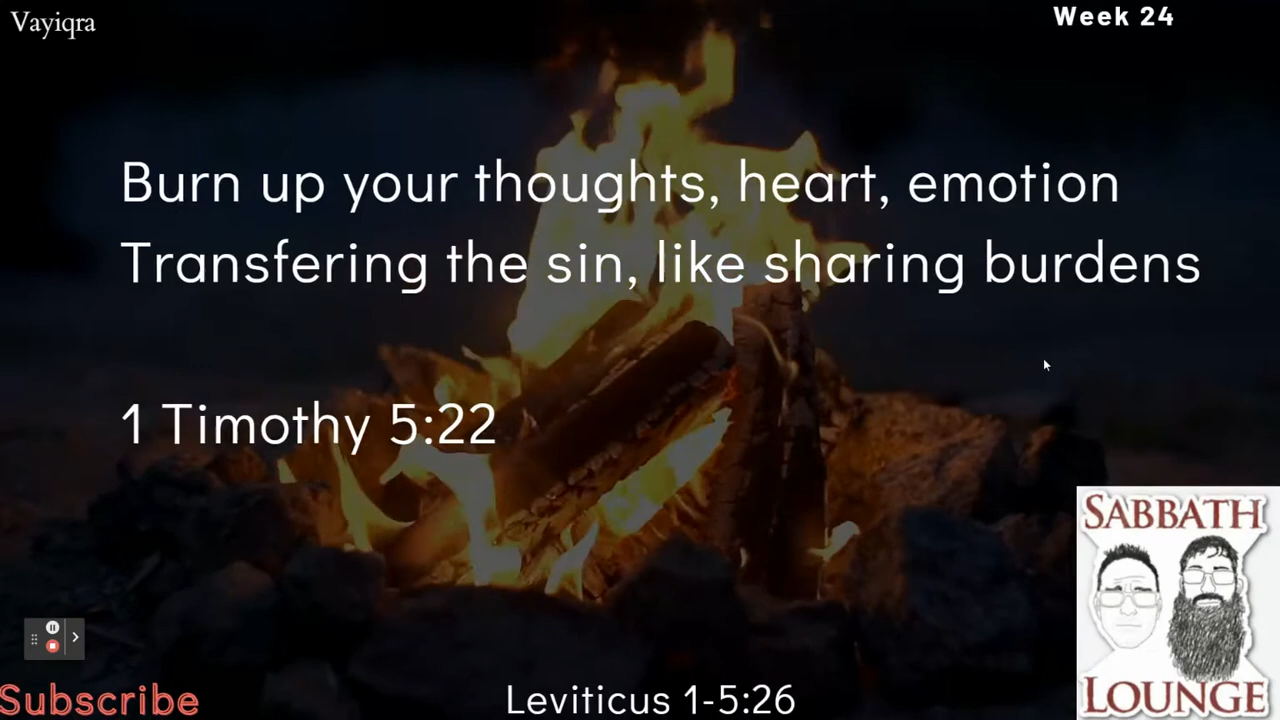 Vayiqra
Week 24
Burn up your thoughts, heart, emotion
Transfering the sin, like sharing burdens
1 Timothy 5:22
SABBATH
LOUNGE
Subscribe
Leviticus 1-5:26